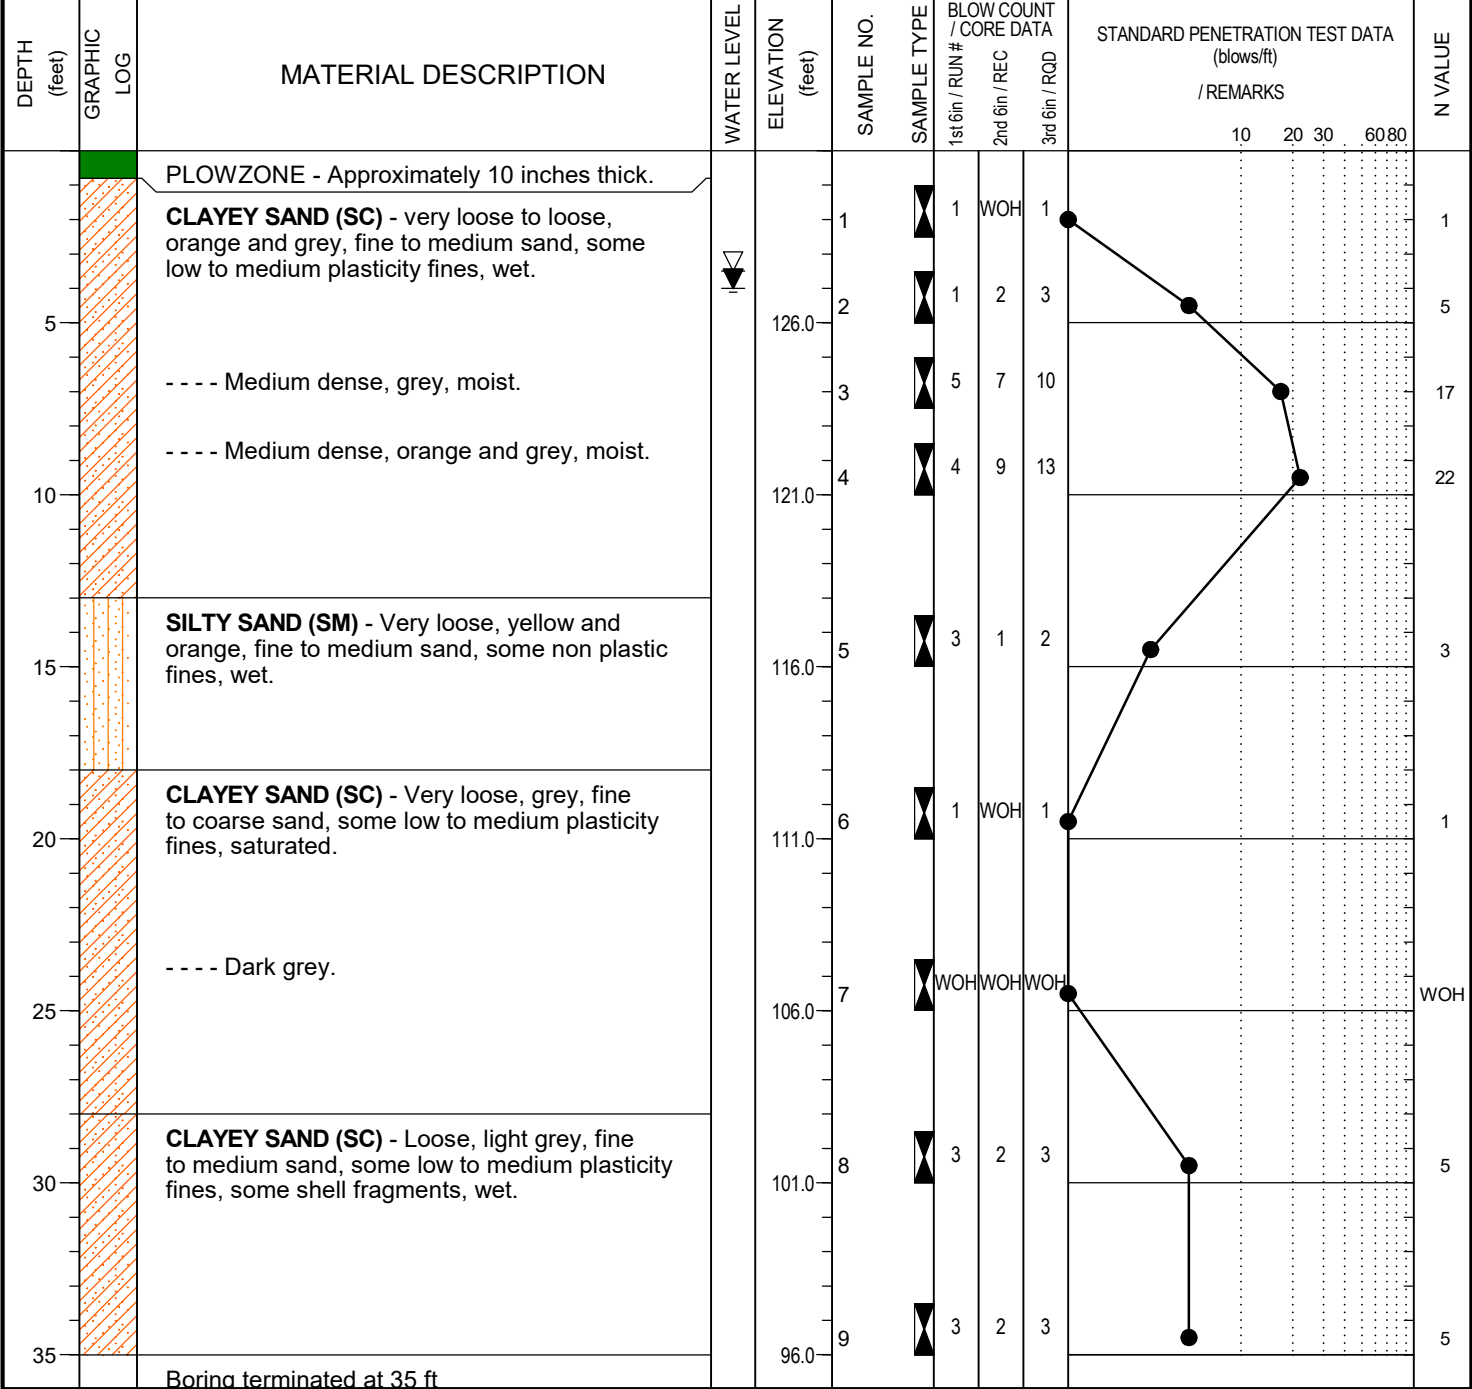 DEPTH
(feet)
GRAPHIC
LOG
MATERIAL DESCRIPTION
WATER LEVEL
ELEVATION
(feet)
SAMPLE NO.
SAMPLE TYPE
BLOW COUNT
/ CORE DATA
1st 6in / RUN #
2nd 6in / REC
3rd 6in / RQD
STANDARD PENETRATION TEST DATA
(blows/ft)
/ REMARKS
10 20 30 60 80
N VALUE
PLOWZONE - Approximately 10 inches thick.
CLAYEY SAND (SC) - very loose to loose,
orange and grey, fine to medium sand, some
low to medium plasticity fines, wet.
1 1 WOH 1 1
2 1 2 3 5
5 126.0
- - - - Medium dense, grey, moist.
3 5 7 10 17
- - - - Medium dense, orange and grey, moist.
4 4 9 13 22
10 121.0
SILTY SAND (SM) - Very loose, yellow and
orange, fine to medium sand, some non plastic
fines, wet.
5 3 1 2 3
15 116.0
CLAYEY SAND (SC) - Very loose, grey, fine
to coarse sand, some low to medium plasticity
fines, saturated.
6 1 WOH 1 1
20 111.0
- - - - Dark grey.
7 WOH WOH WOH WOH
25 106.0
CLAYEY SAND (SC) - Loose, light grey, fine
to medium sand, some low to medium plasticity
fines, some shell fragments, wet.
8 3 2 3 5
30 101.0
9 3 2 3 5
35 96.0
Boring terminated at 35 ft